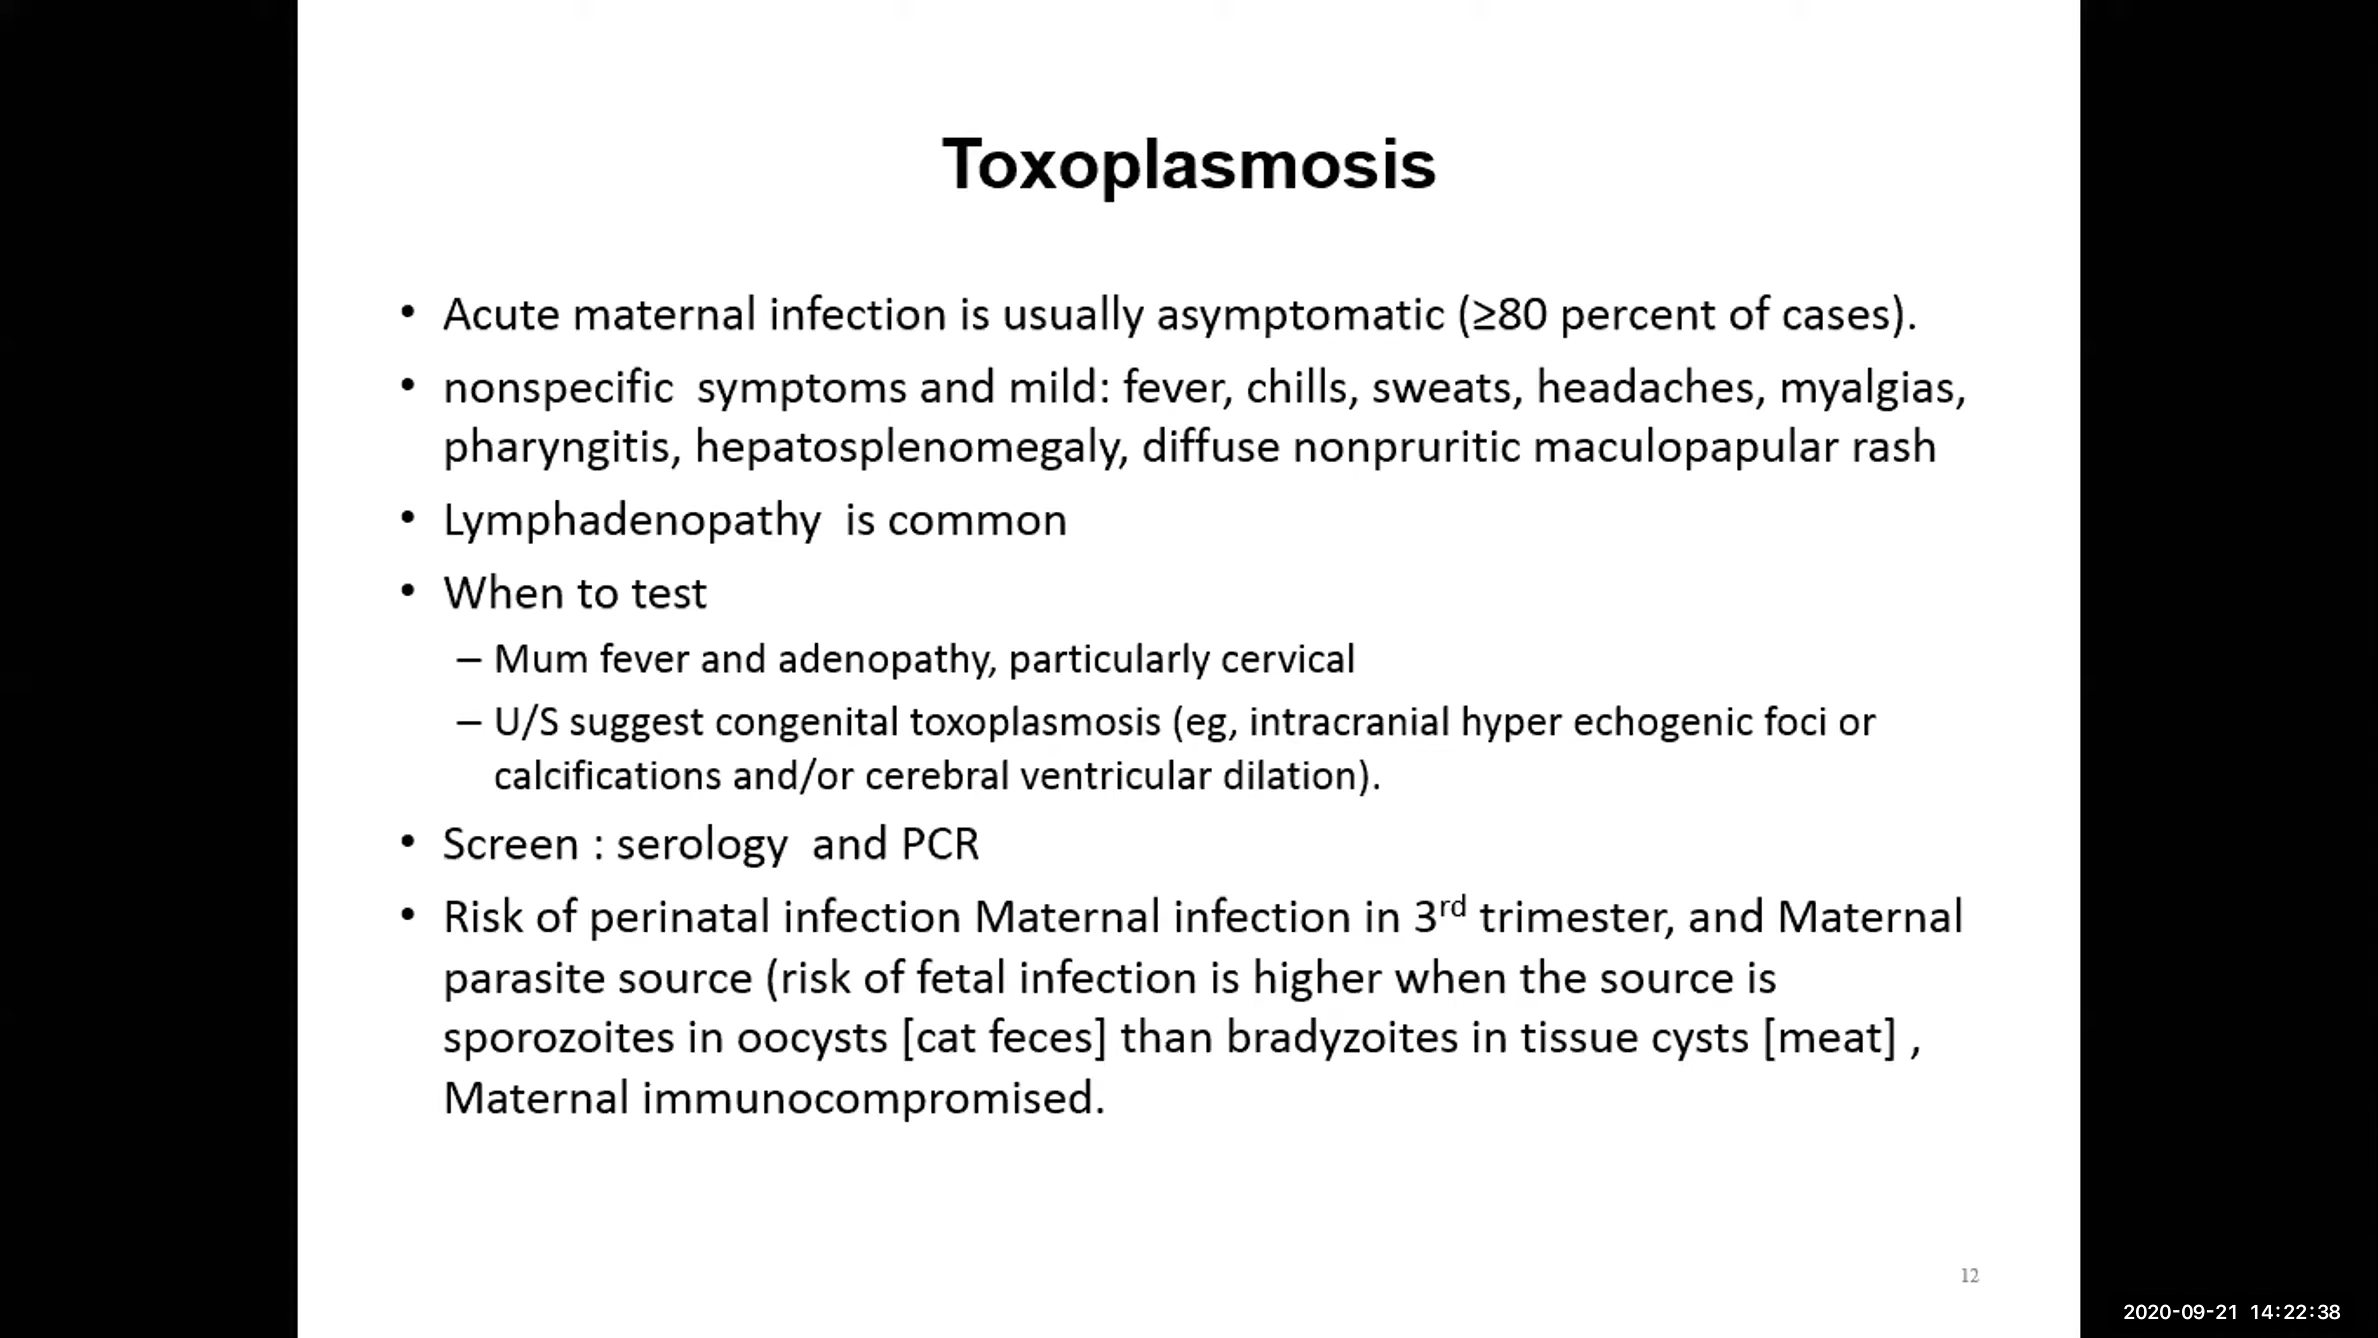 Toxoplasmosis
• Acute maternal infection is usually asymptomatic (≥80 percent of cases).
• nonspecific  symptoms and mild: fever, chills, sweats, headaches, myalgias,
pharyngitis, hepatosplenomegaly, diffuse nonpruritic maculopapular rash
• Lymphadenopathy  is common
• When to test
– Mum fever and adenopathy, particularly cervical
– U/S suggest congenital toxoplasmosis (eg, intracranial hyper echogenic foci or
calcifications and/or cerebral ventricular dilation).
• Screen : serology  and PCR
• Risk of perinatal infection Maternal infection in 3rd trimester, and Maternal
parasite source (risk of fetal infection is higher when the source is
sporozoites in oocysts [cat feces] than bradyzoites in tissue cysts [meat] ,
Maternal immunocompromised.
12
2020-09-21 14:22:38